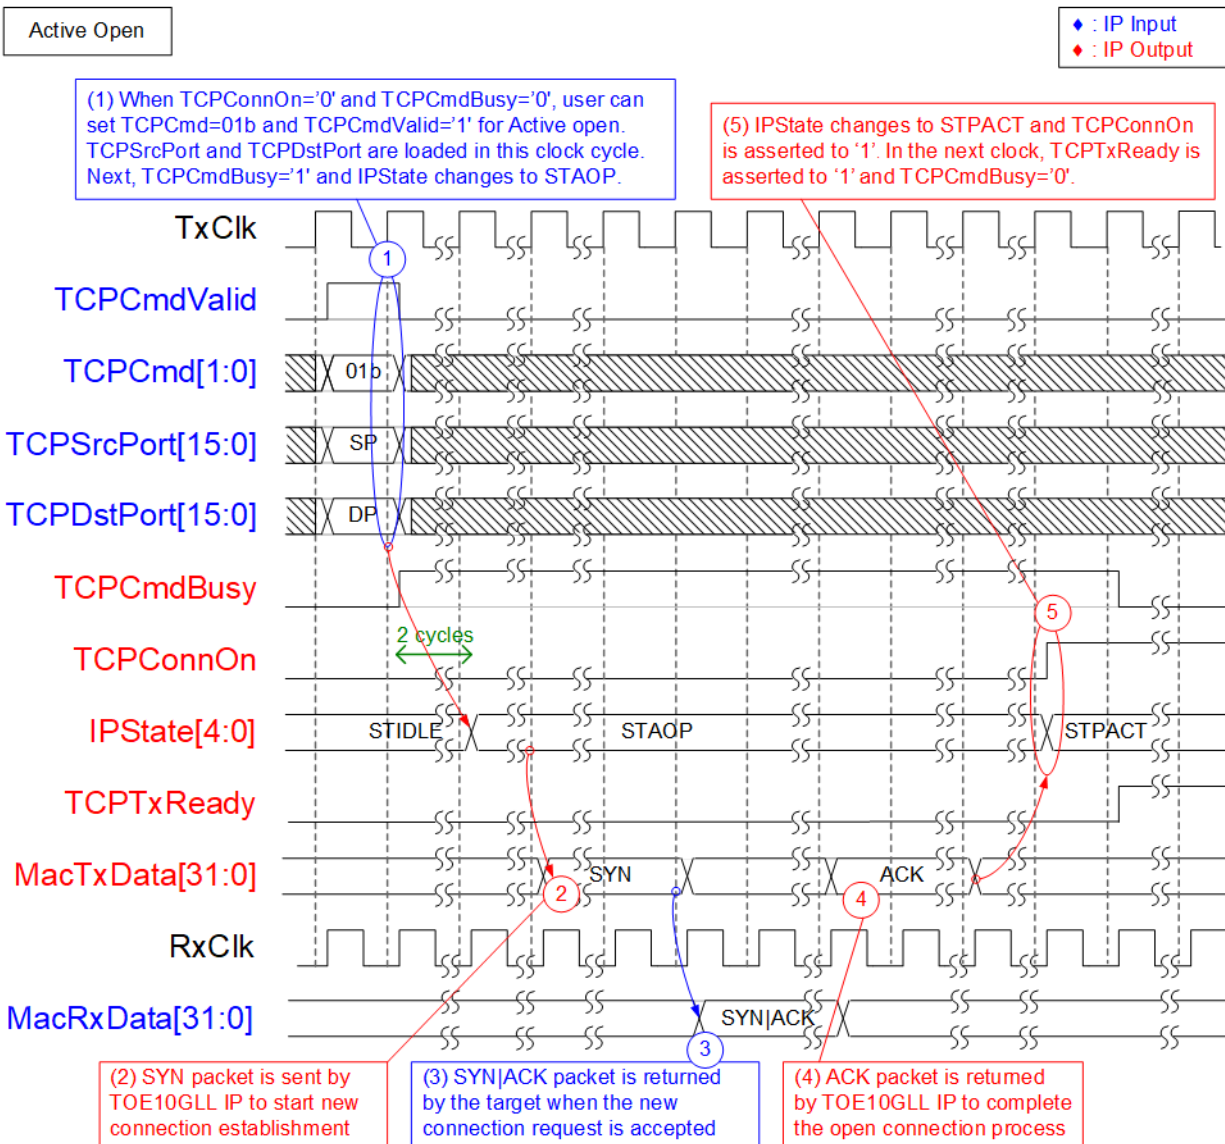 Active Open
♦ : IP Input
♦ : IP Output
(1) When TCPConnOn='0' and TCPCmdBusy='0', user can
set TCPCmd=01b and TCPCmdValid='1' for Active open.
TCPSrcPort and TCPDstPort are loaded in this clock cycle.
Next, TCPCmdBusy='1' and IPState changes to STAOP.
(5) IPState changes to STPACT and TCPConnOn
is asserted to ‘1’. In the next clock, TCPTxReady is
asserted to ‘1’ and TCPCmdBusy='0'.
TxClk
1
TCPCmdValid
TCPCmd[1:0]
01b
TCPSrcPort[15:0]
SP
TCPDstPort[15:0]
DP
TCPCmdBusy
5
2 cycles
TCPConnOn
IPState[4:0]
STIDLE
STAOP
STPACT
TCPTxReady
MacTxData[31:0]
SYN
ACK
2
4
RxClk
MacRxData[31:0]
SYN|ACK
3
(2) SYN packet is sent by
TOE10GLL IP to start new
connection establishment
(3) SYN|ACK packet is returned
by the target when the new
connection request is accepted
(4) ACK packet is returned
by TOE10GLL IP to complete
the open connection process